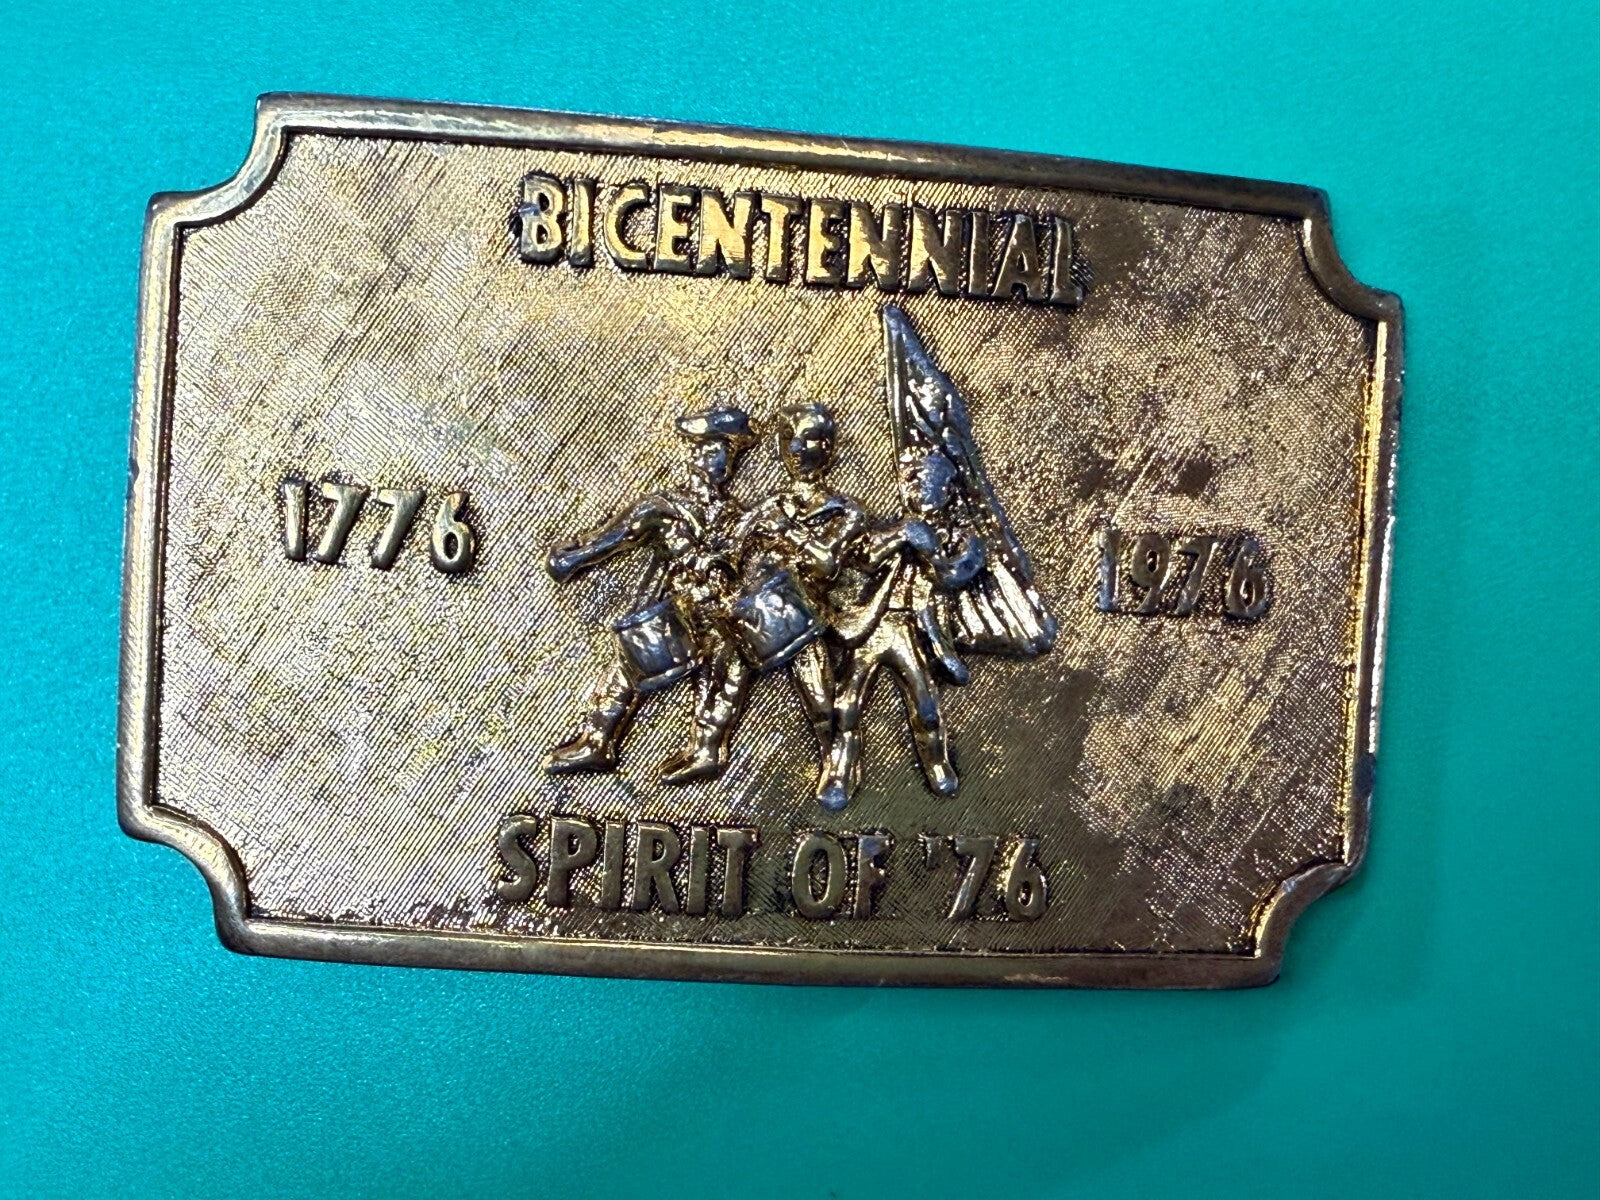 BICENTENNIAL
1776 1976
SPIRIT OF '76